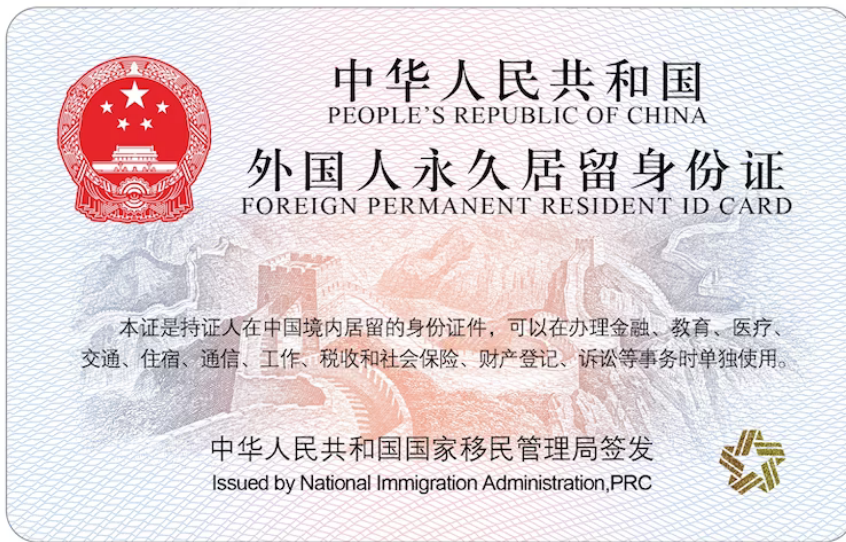 中华人民共和国
PEOPLE'S REPUBLIC OF CHINA
外国人永久居留身份证
FOREIGN PERMANENT RESIDENT ID CARD
本证是持证人在中国境内居留的身份证件，可以在办理金融、教育、医疗、
交通、住宿、通信、工作、税收和社会保险、财产登记、诉讼等事务时单独使用。
中华人民共和国国家移民管理局签发
Issued by National Immigration Administration,PRC